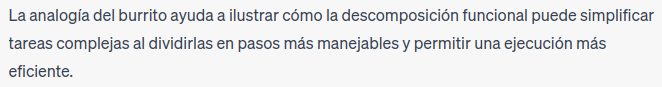 La analogía del burrito ayuda a ilustrar cómo la descomposición funcional puede simplificar
tareas complejas al dividirlas en pasos más manejables y permitir una ejecución más
eficiente.